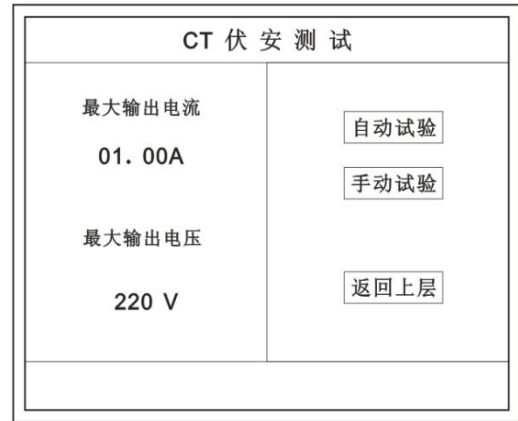 CT 伏 安 测 试
最大输出电流
01. 00A
最大输出电压
220 V
自动试验
手动试验
返回上层